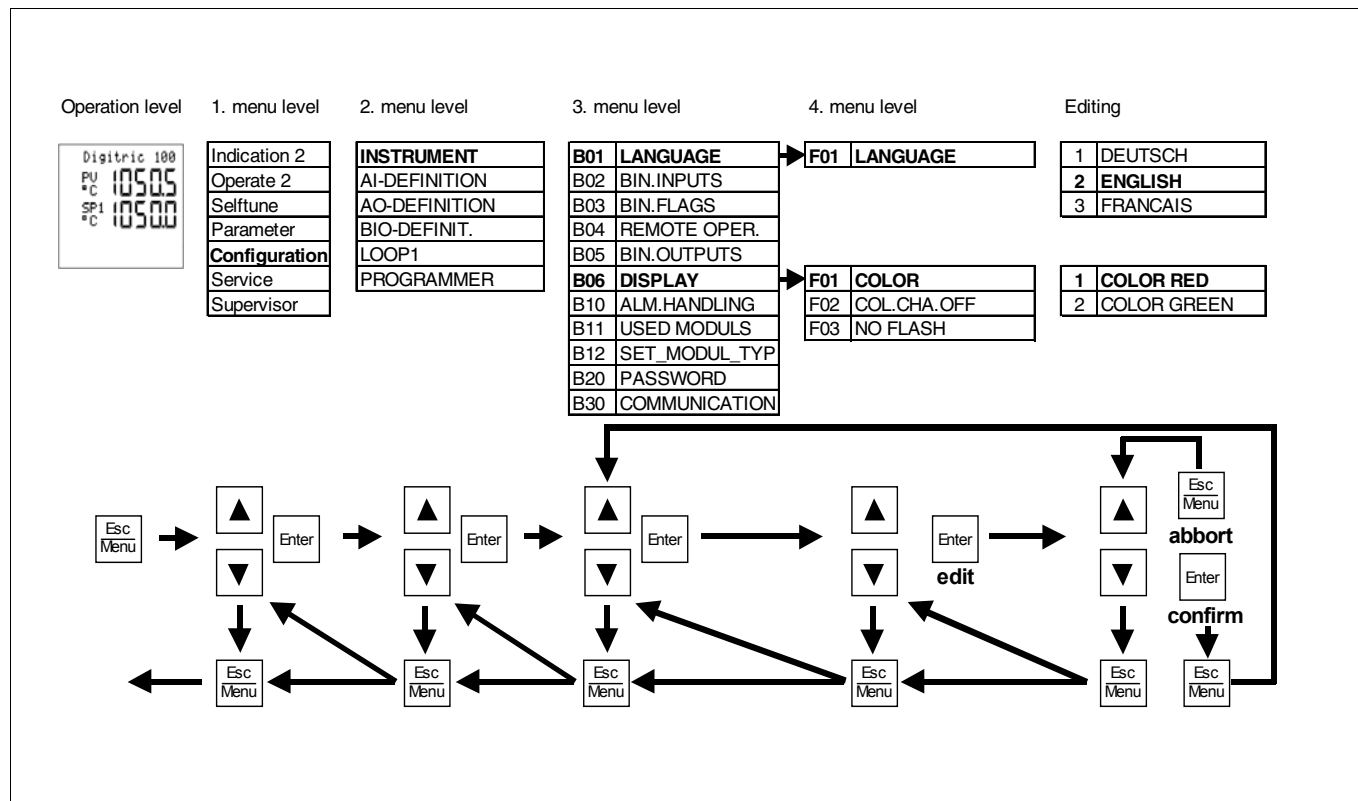 Operation level 1. menu level 2. menu level 3. menu level 4. menu level Editing
Digitric 100
PV
°C 1050.5
SP1
°C 1050.0
Indication 2
Operate 2
Selftune
Parameter
Configuration
Service
Supervisor
INSTRUMENT
AI-DEFINITION
AO-DEFINITION
BIO-DEFINIT.
LOOP1
PROGRAMMER
B01 LANGUAGE
B02 BIN.INPUTS
B03 BIN.FLAGS
B04 REMOTE OPER.
B05 BIN.OUTPUTS
B06 DISPLAY
B10 ALM.HANDLING
B11 USED MODULS
B12 SET_MODUL_TYP
B20 PASSWORD
B30 COMMUNICATION
F01 LANGUAGE
F01 COLOR
F02 COL.CHA.OFF
F03 NO FLASH
1 DEUTSCH
2 ENGLISH
3 FRANCAIS
1 COLOR RED
2 COLOR GREEN
Esc
Menu
Enter
Enter
Enter
Enter
edit
Esc
Menu
abbort
Enter
confirm
Esc
Menu
Esc
Menu
Esc
Menu
Esc
Menu
Esc
Menu
Esc
Menu